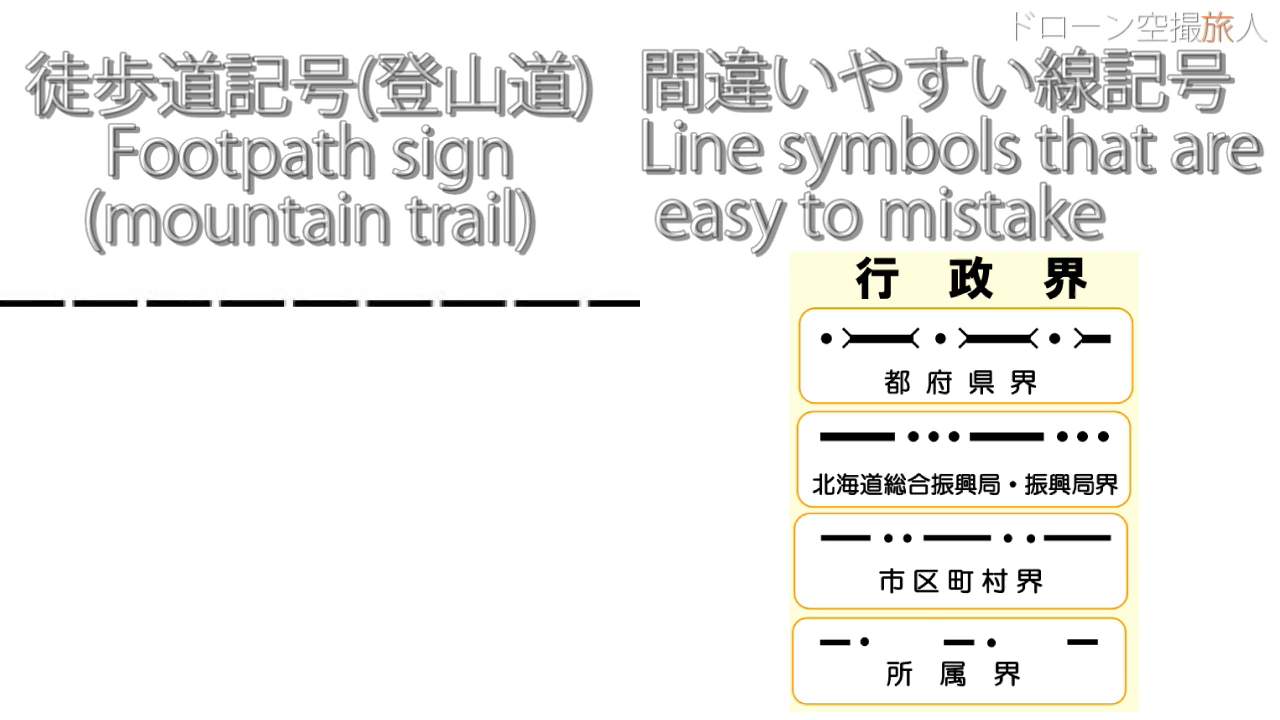 ドローン空撮旅人
徒歩道記号(登山道)
Footpath sign
(mountain trail)
間違いやすい線記号
Line symbols that are
easy to mistake
行政界
都府県界
北海道総合振興局・振興局界
市区町村界
所属界